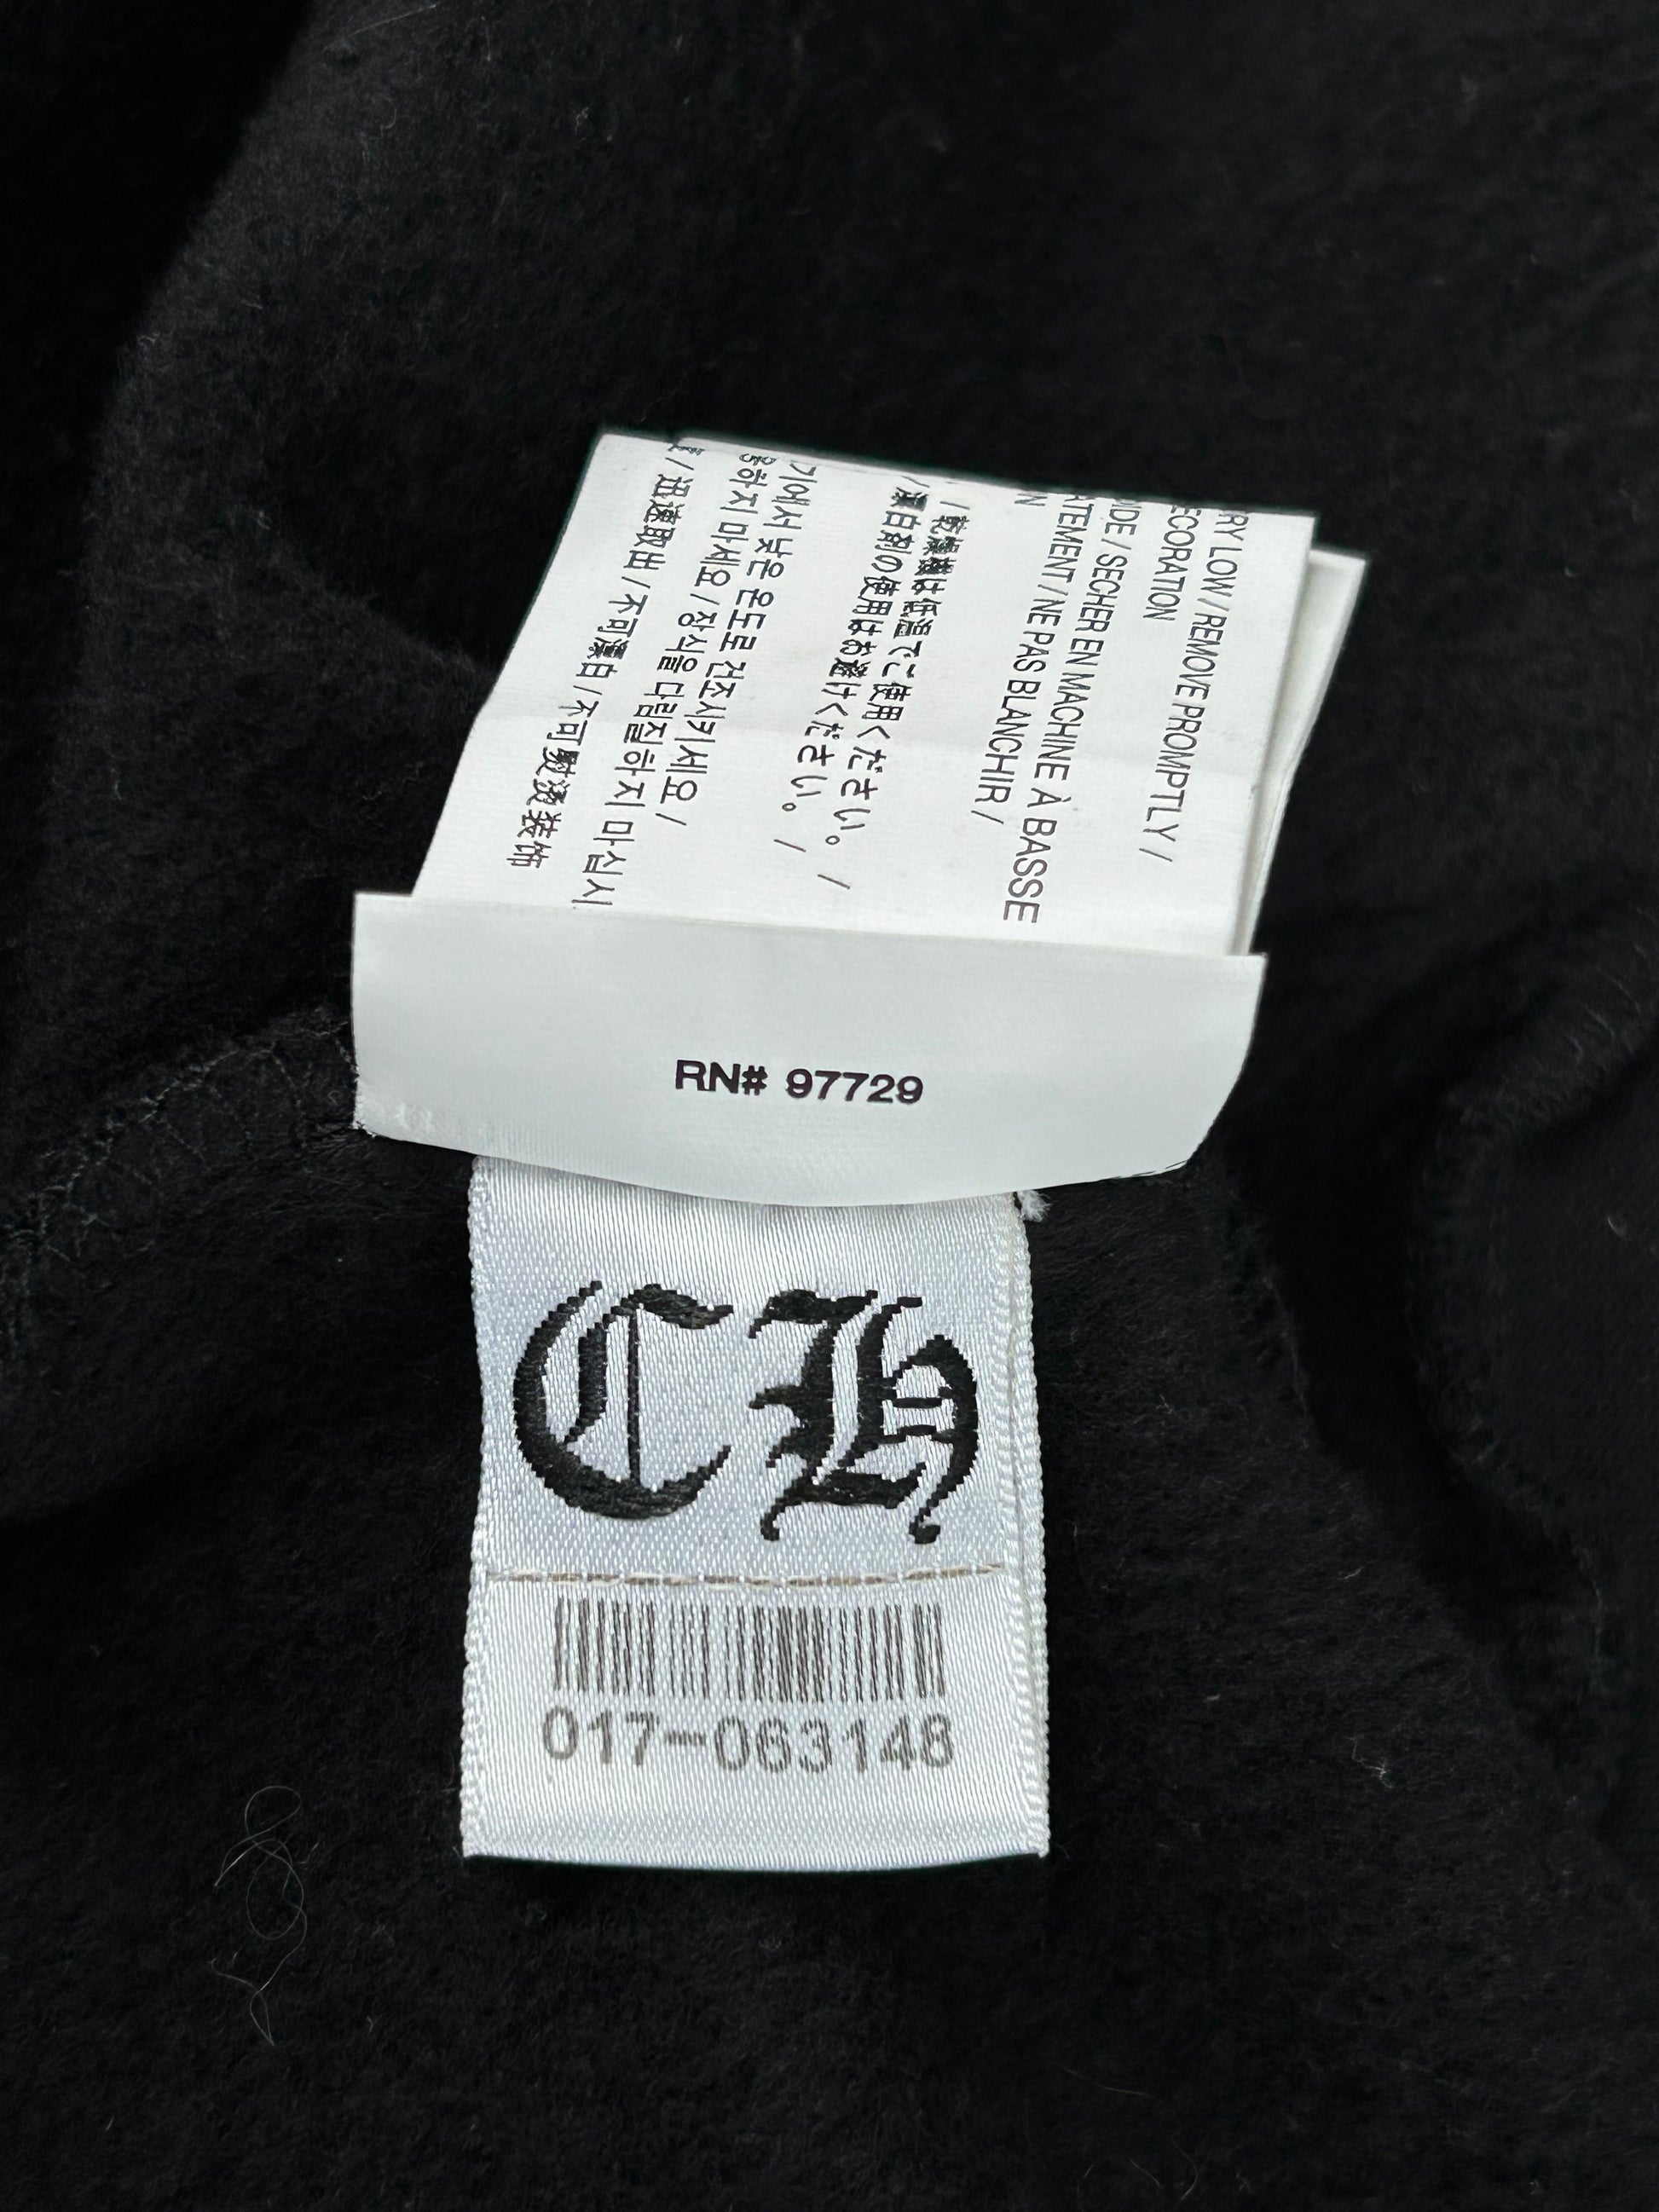 RY LOW / REMOVE PROMPTLY /
ECORATION
IDE / SECHER EN MACHINE À BASSE
ATEMENT / NE PAS BLANCHIR /
N
/ 乾燥機は低温でご使用ください。 /
/ 漂白剤の使用はお避けください。 /
기에서 낮은 온도로 건조시키세요 /
용하지 마세요 / 장식을 다림질하지 마십시
/ 迅速取出 / 不可漂白 / 不可熨燙装飾
RN# 97729
CH
017-063148